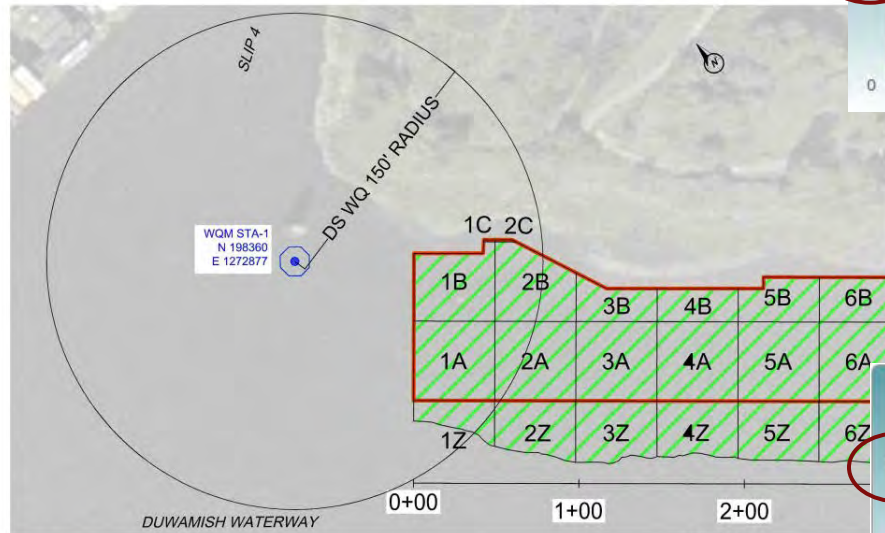 SLIP 4
N
0
DS WQ 150' RADIUS
WQM STA-1
N 198360
E 1272877
1C 2C
1B 2B 3B 4B 5B 6B
1A 2A 3A 4A 5A 6A
1Z 2Z 3Z 4Z 5Z 6Z
0+00 1+00 2+00
DUWAMISH WATERWAY